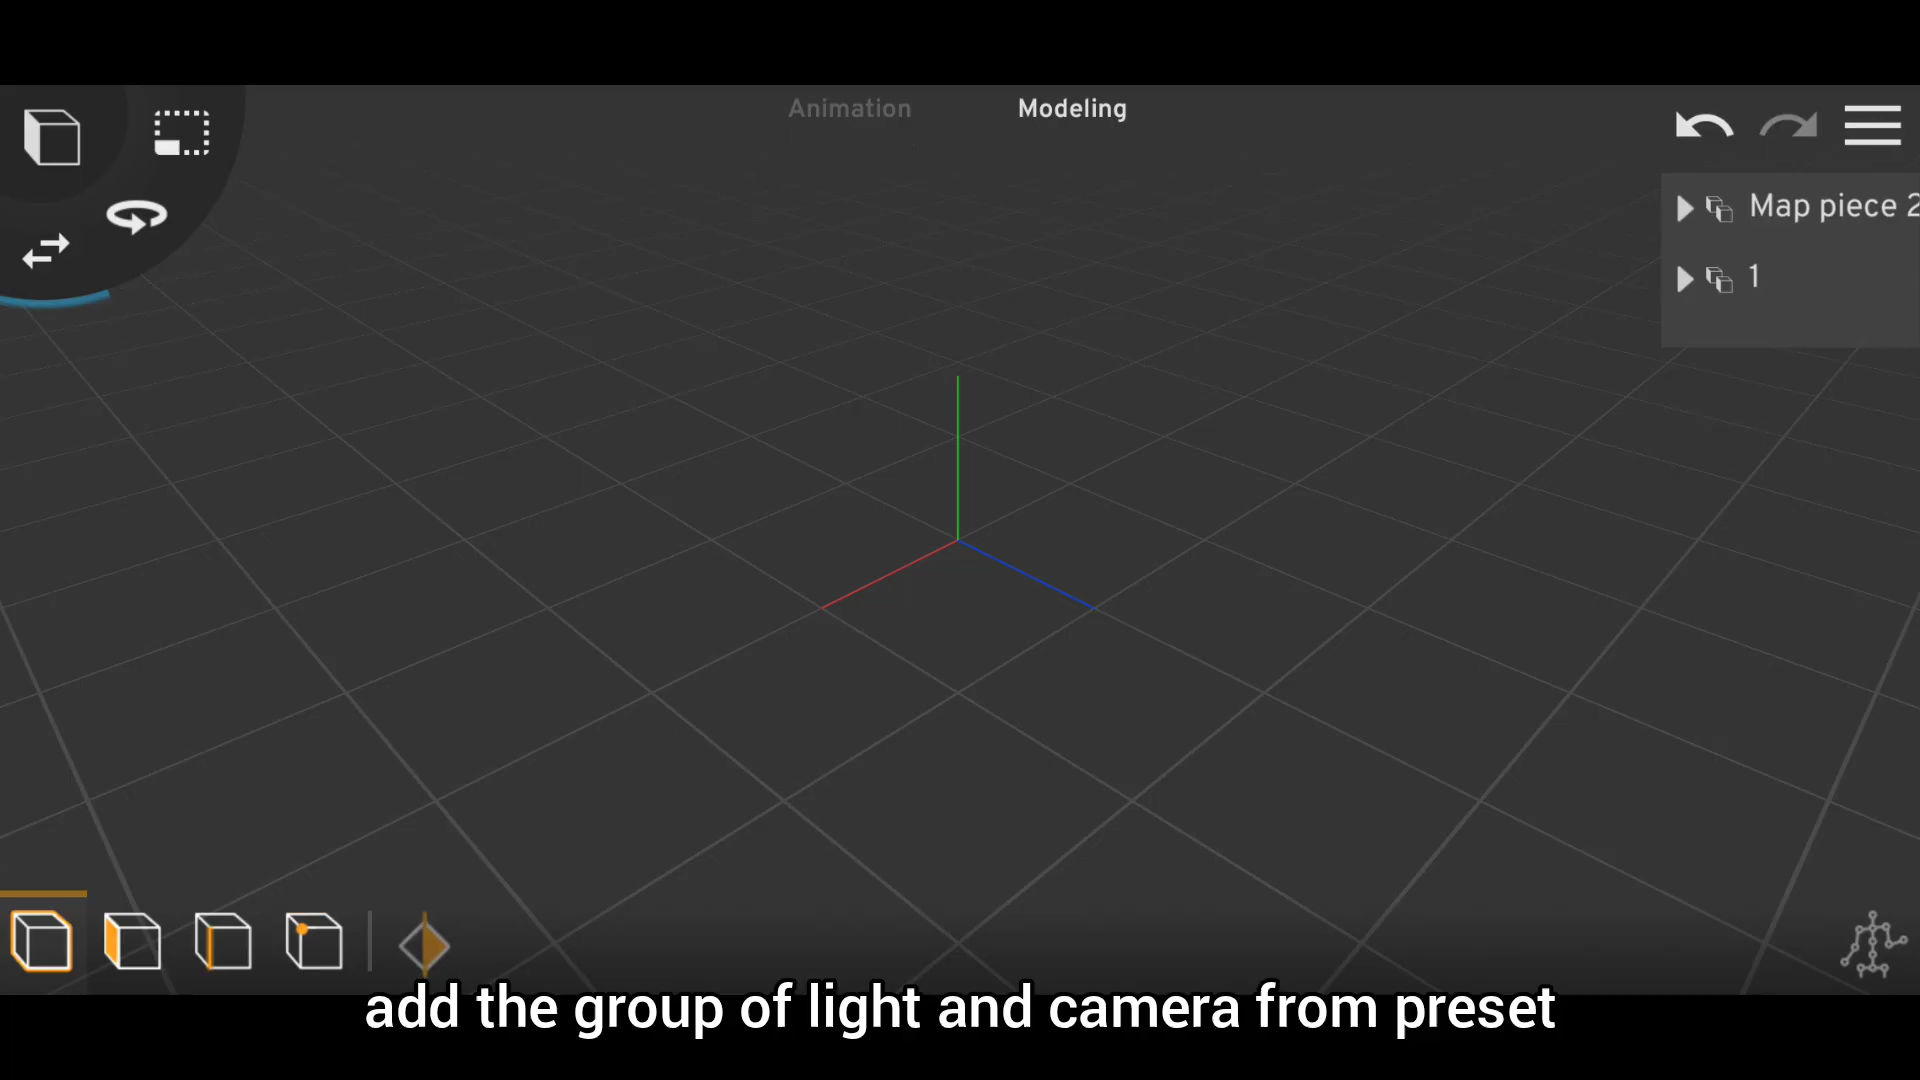 Animation
Modeling
Map piece 2
1
add the group of light and camera from preset